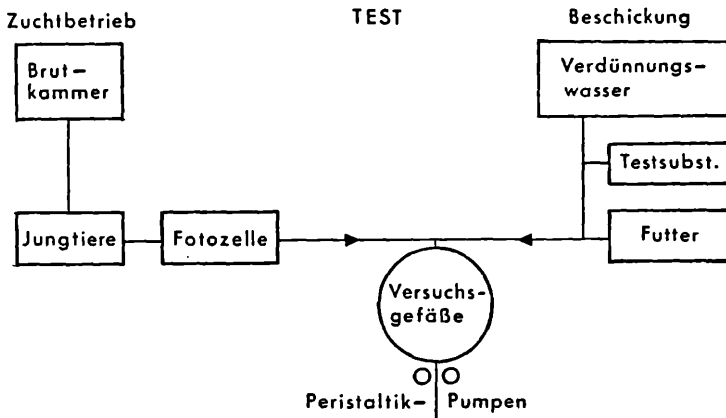 Zuchtbetrieb
TEST
Beschickung
Brut-
kammer
Verdünnungs-
wasser
Testsubst.
Jungtiere
Fotozelle
Futter
Versuchs-
gefäße
Peristaltik- Pumpen